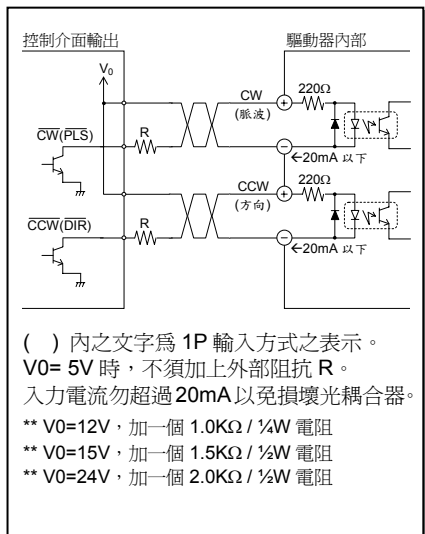 控制介面輸出 驅動器內部
V₀
CW 220Ω
(脈波)
CW(PLS) R
←20mA 以下
CCW 220Ω
(方向)
CCW(DIR) R
←20mA 以下
( ) 內之文字爲 1P 輸入方式之表示。
V0= 5V 時,不須加上外部阻抗 R。
入力電流勿超過 20mA 以免損壞光耦合器。
** V0=12V,加一個 1.0KΩ / ¼W 電阻
** V0=15V,加一個 1.5KΩ / ½W 電阻
** V0=24V,加一個 2.0KΩ / ½W 電阻